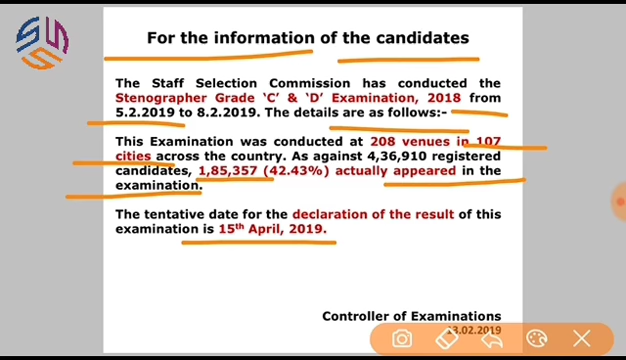 For the information of the candidates
The Staff Selection Commission has conducted the
Stenographer Grade ‘C’ & ‘D’ Examination, 2018 from
5.2.2019 to 8.2.2019. The details are as follows:-
This Examination was conducted at 208 venues in 107
cities across the country. As against 4,36,910 registered
candidates, 1,85,357 (42.43%) actually appeared in the
examination.
The tentative date for the declaration of the result of this
examination is 15th April, 2019.
Controller of Examinations
13.02.2019